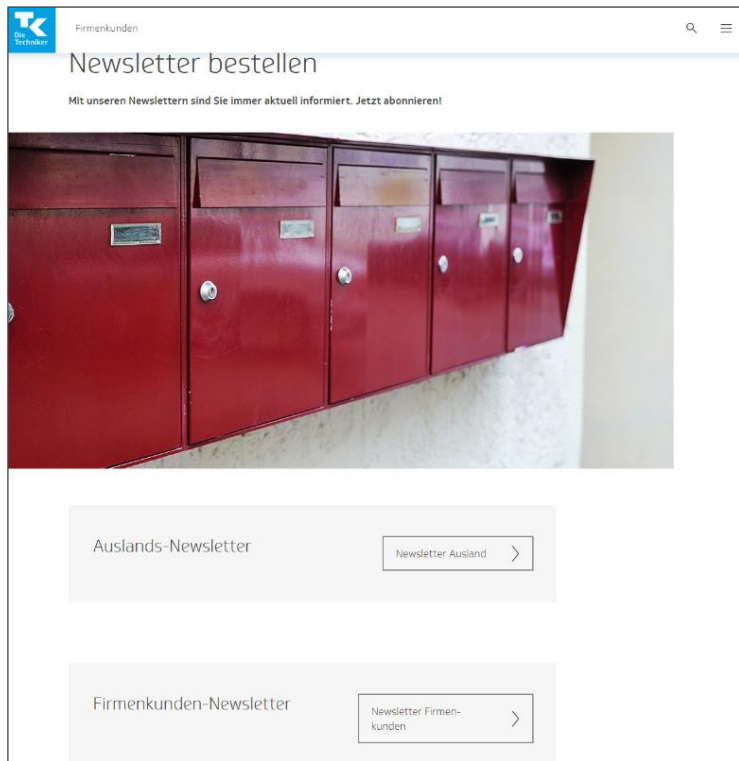 TK
Die
Techniker
Firmenkunden
Newsletter bestellen
Mit unseren Newslettern sind Sie immer aktuell informiert. Jetzt abonnieren!
Auslands-Newsletter
Newsletter Ausland
Firmenkunden-Newsletter
Newsletter Firmen-
kunden